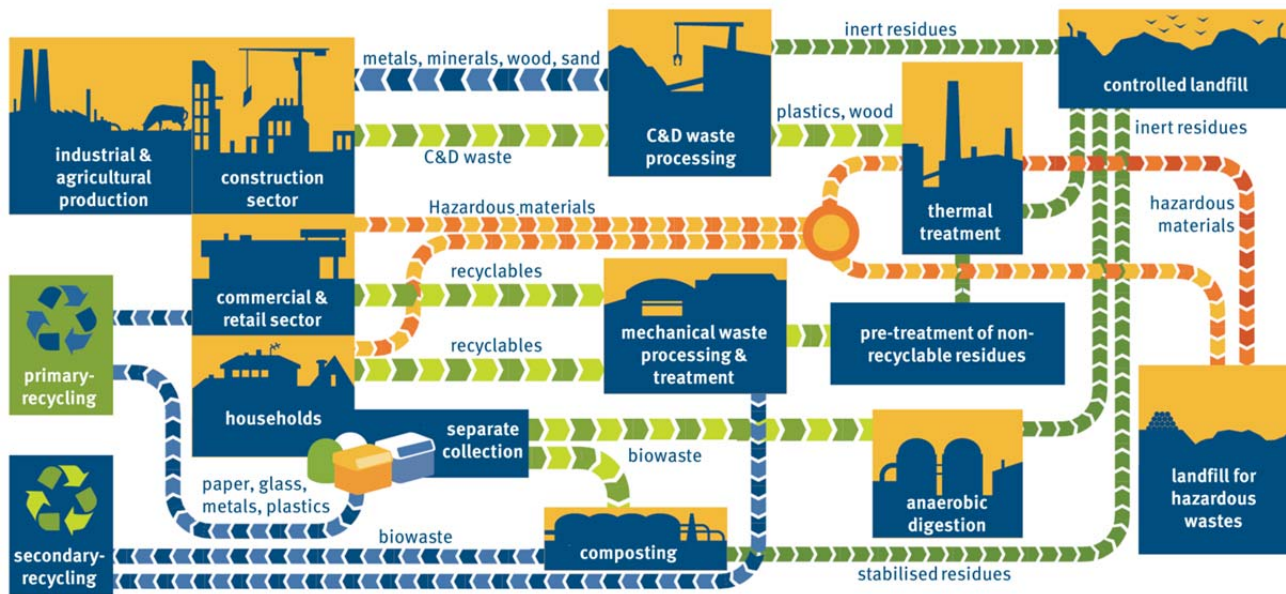 inert residues
metals, minerals, wood, sand
controlled landfill
plastics, wood
inert residues
C&D waste
processing
C&D waste
industrial &
agricultural
production
construction
sector
Hazardous materials
thermal
treatment
hazardous
materials
recyclables
commercial &
retail sector
mechanical waste
processing &
treatment
pre-treatment of non-
recyclable residues
recyclables
primary-
recycling
households
separate
collection
biowaste
paper, glass,
metals, plastics
anaerobic
digestion
landfill for
hazardous
wastes
biowaste
composting
secondary-
recycling
stabilised residues